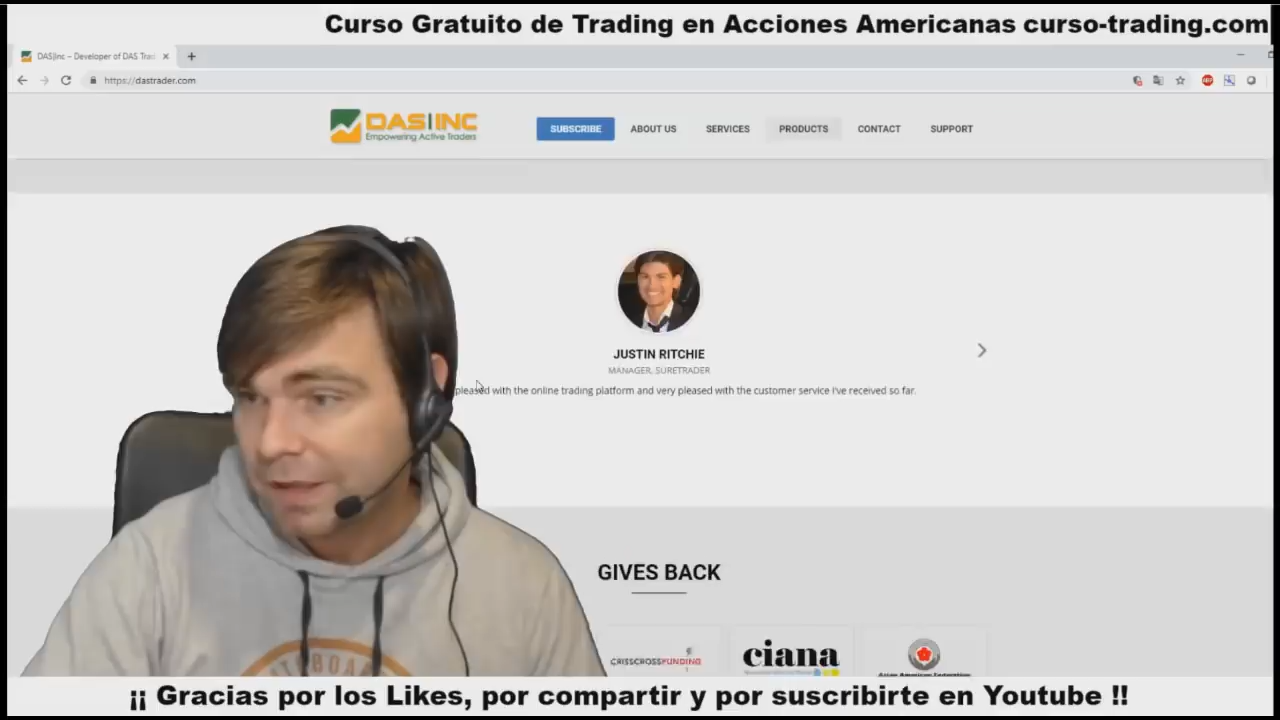 Curso Gratuito de Trading en Acciones Americanas curso-trading.com
DAS|Inc – Developer of DAS Trad
https://dastrader.com
DAS|INC
Empowering Active Traders
SUBSCRIBE
ABOUT US
SERVICES
PRODUCTS
CONTACT
SUPPORT
JUSTIN RITCHIE
MANAGER, SURETRADER
pleased with the online trading platform and very pleased with the customer service I've received so far.
GIVES BACK
CRISSCROSSFUNDING
ciana
Asian American Federation
¡¡ Gracias por los Likes, por compartir y por suscribirte en Youtube !!